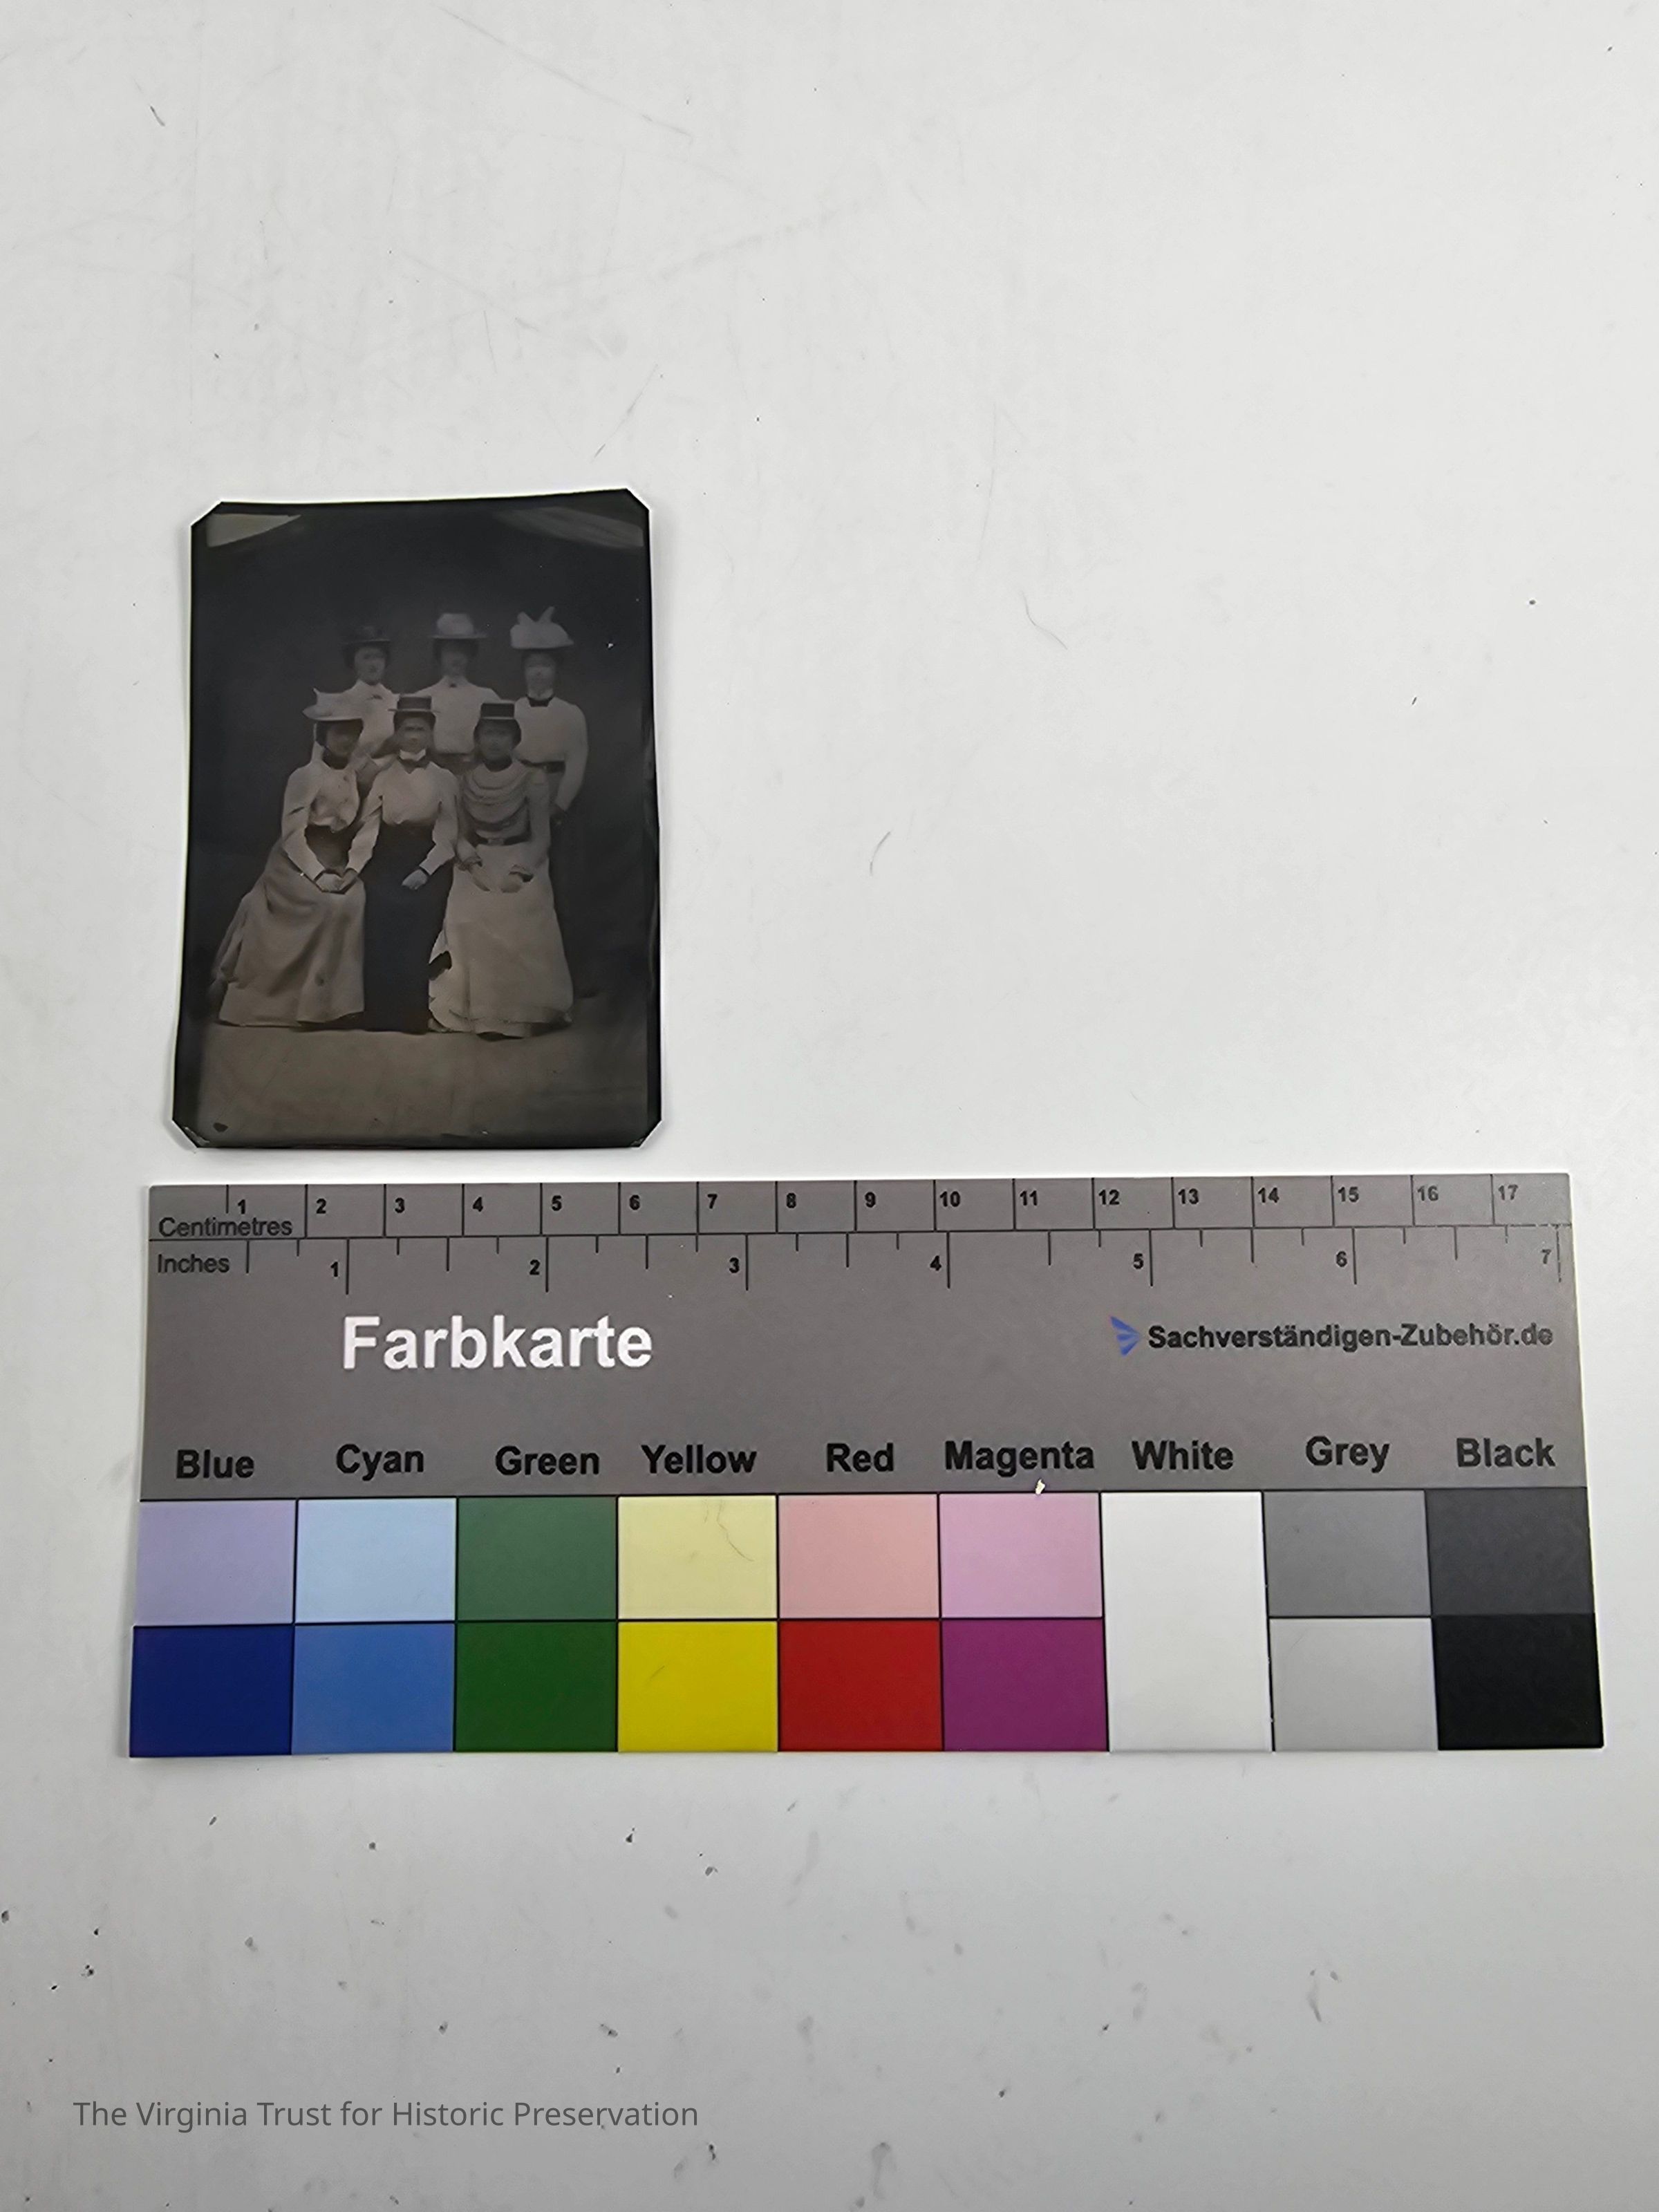 1 2 3 4 5 6 7 8 9 10 11 12 13 14 15 16 17
Centimetres
Inches 1 2 3 4 5 6 7
Farbkarte
Sachverständigen-Zubehör.de
Blue Cyan Green Yellow Red Magenta White Grey Black
The Virginia Trust for Historic Preservation